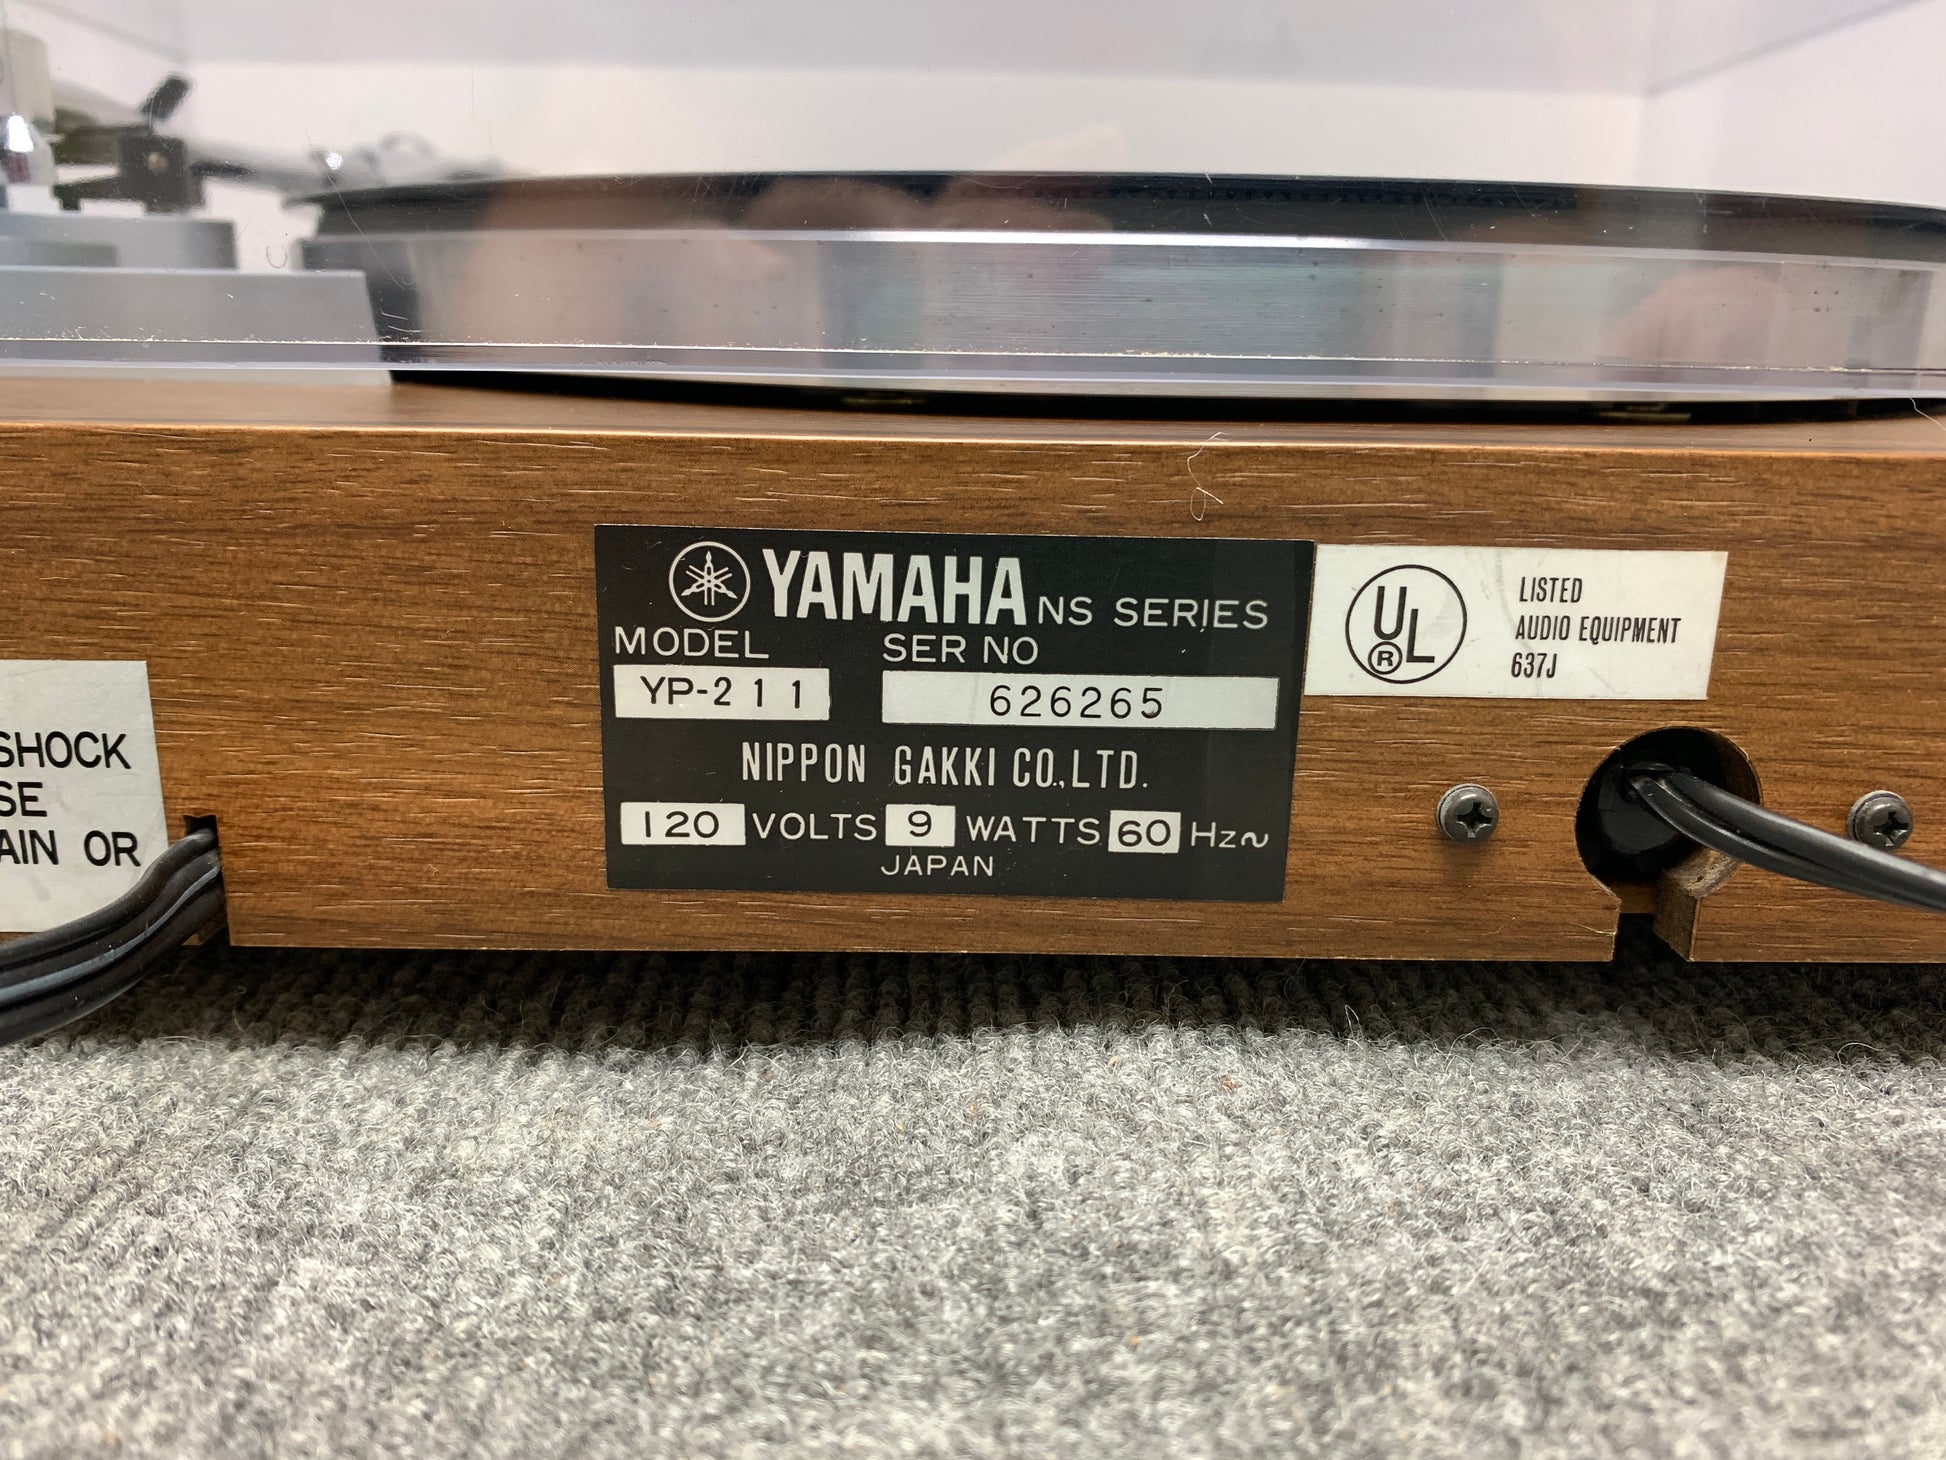 YAMAHA NS SERIES
MODEL SER NO
YP-211 626265
NIPPON GAKKI CO.,LTD.
120 VOLTS 9 WATTS 60 Hz~
JAPAN
UL ®
LISTED
AUDIO EQUIPMENT
637J
SHOCK
SE
AIN OR